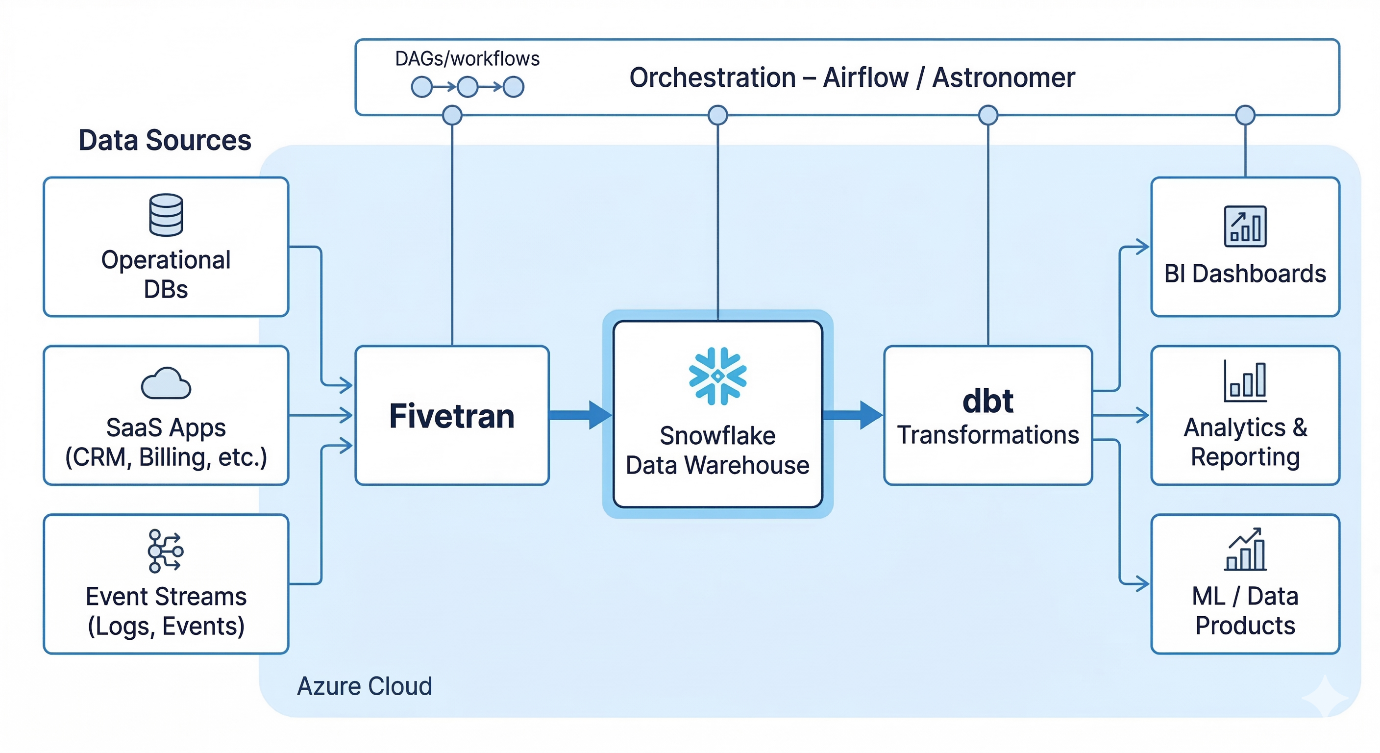 DAGs/workflows
Orchestration – Airflow / Astronomer
Data Sources
Operational
DBs
SaaS Apps
(CRM, Billing, etc.)
Event Streams
(Logs, Events)
Fivetran
Snowflake
Data Warehouse
dbt
Transformations
BI Dashboards
Analytics &
Reporting
ML / Data
Products
Azure Cloud